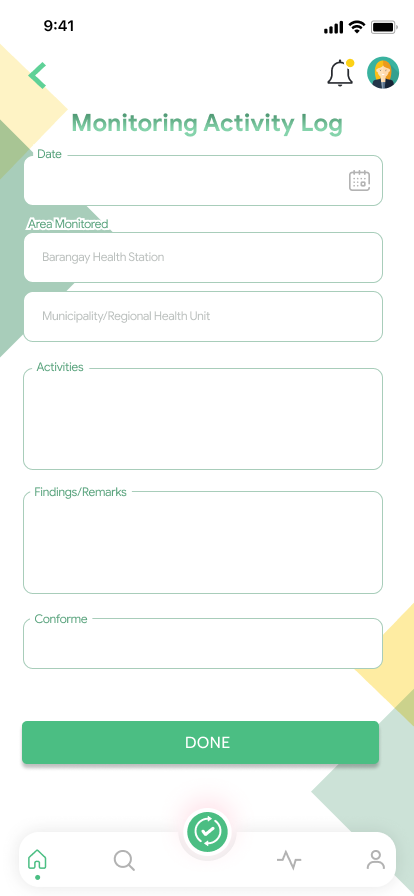 9:41
Monitoring Activity Log
Date
Area Monitored
Barangay Health Station
Municipality/Regional Health Unit
Activities
Findings/Remarks
Conforme
DONE